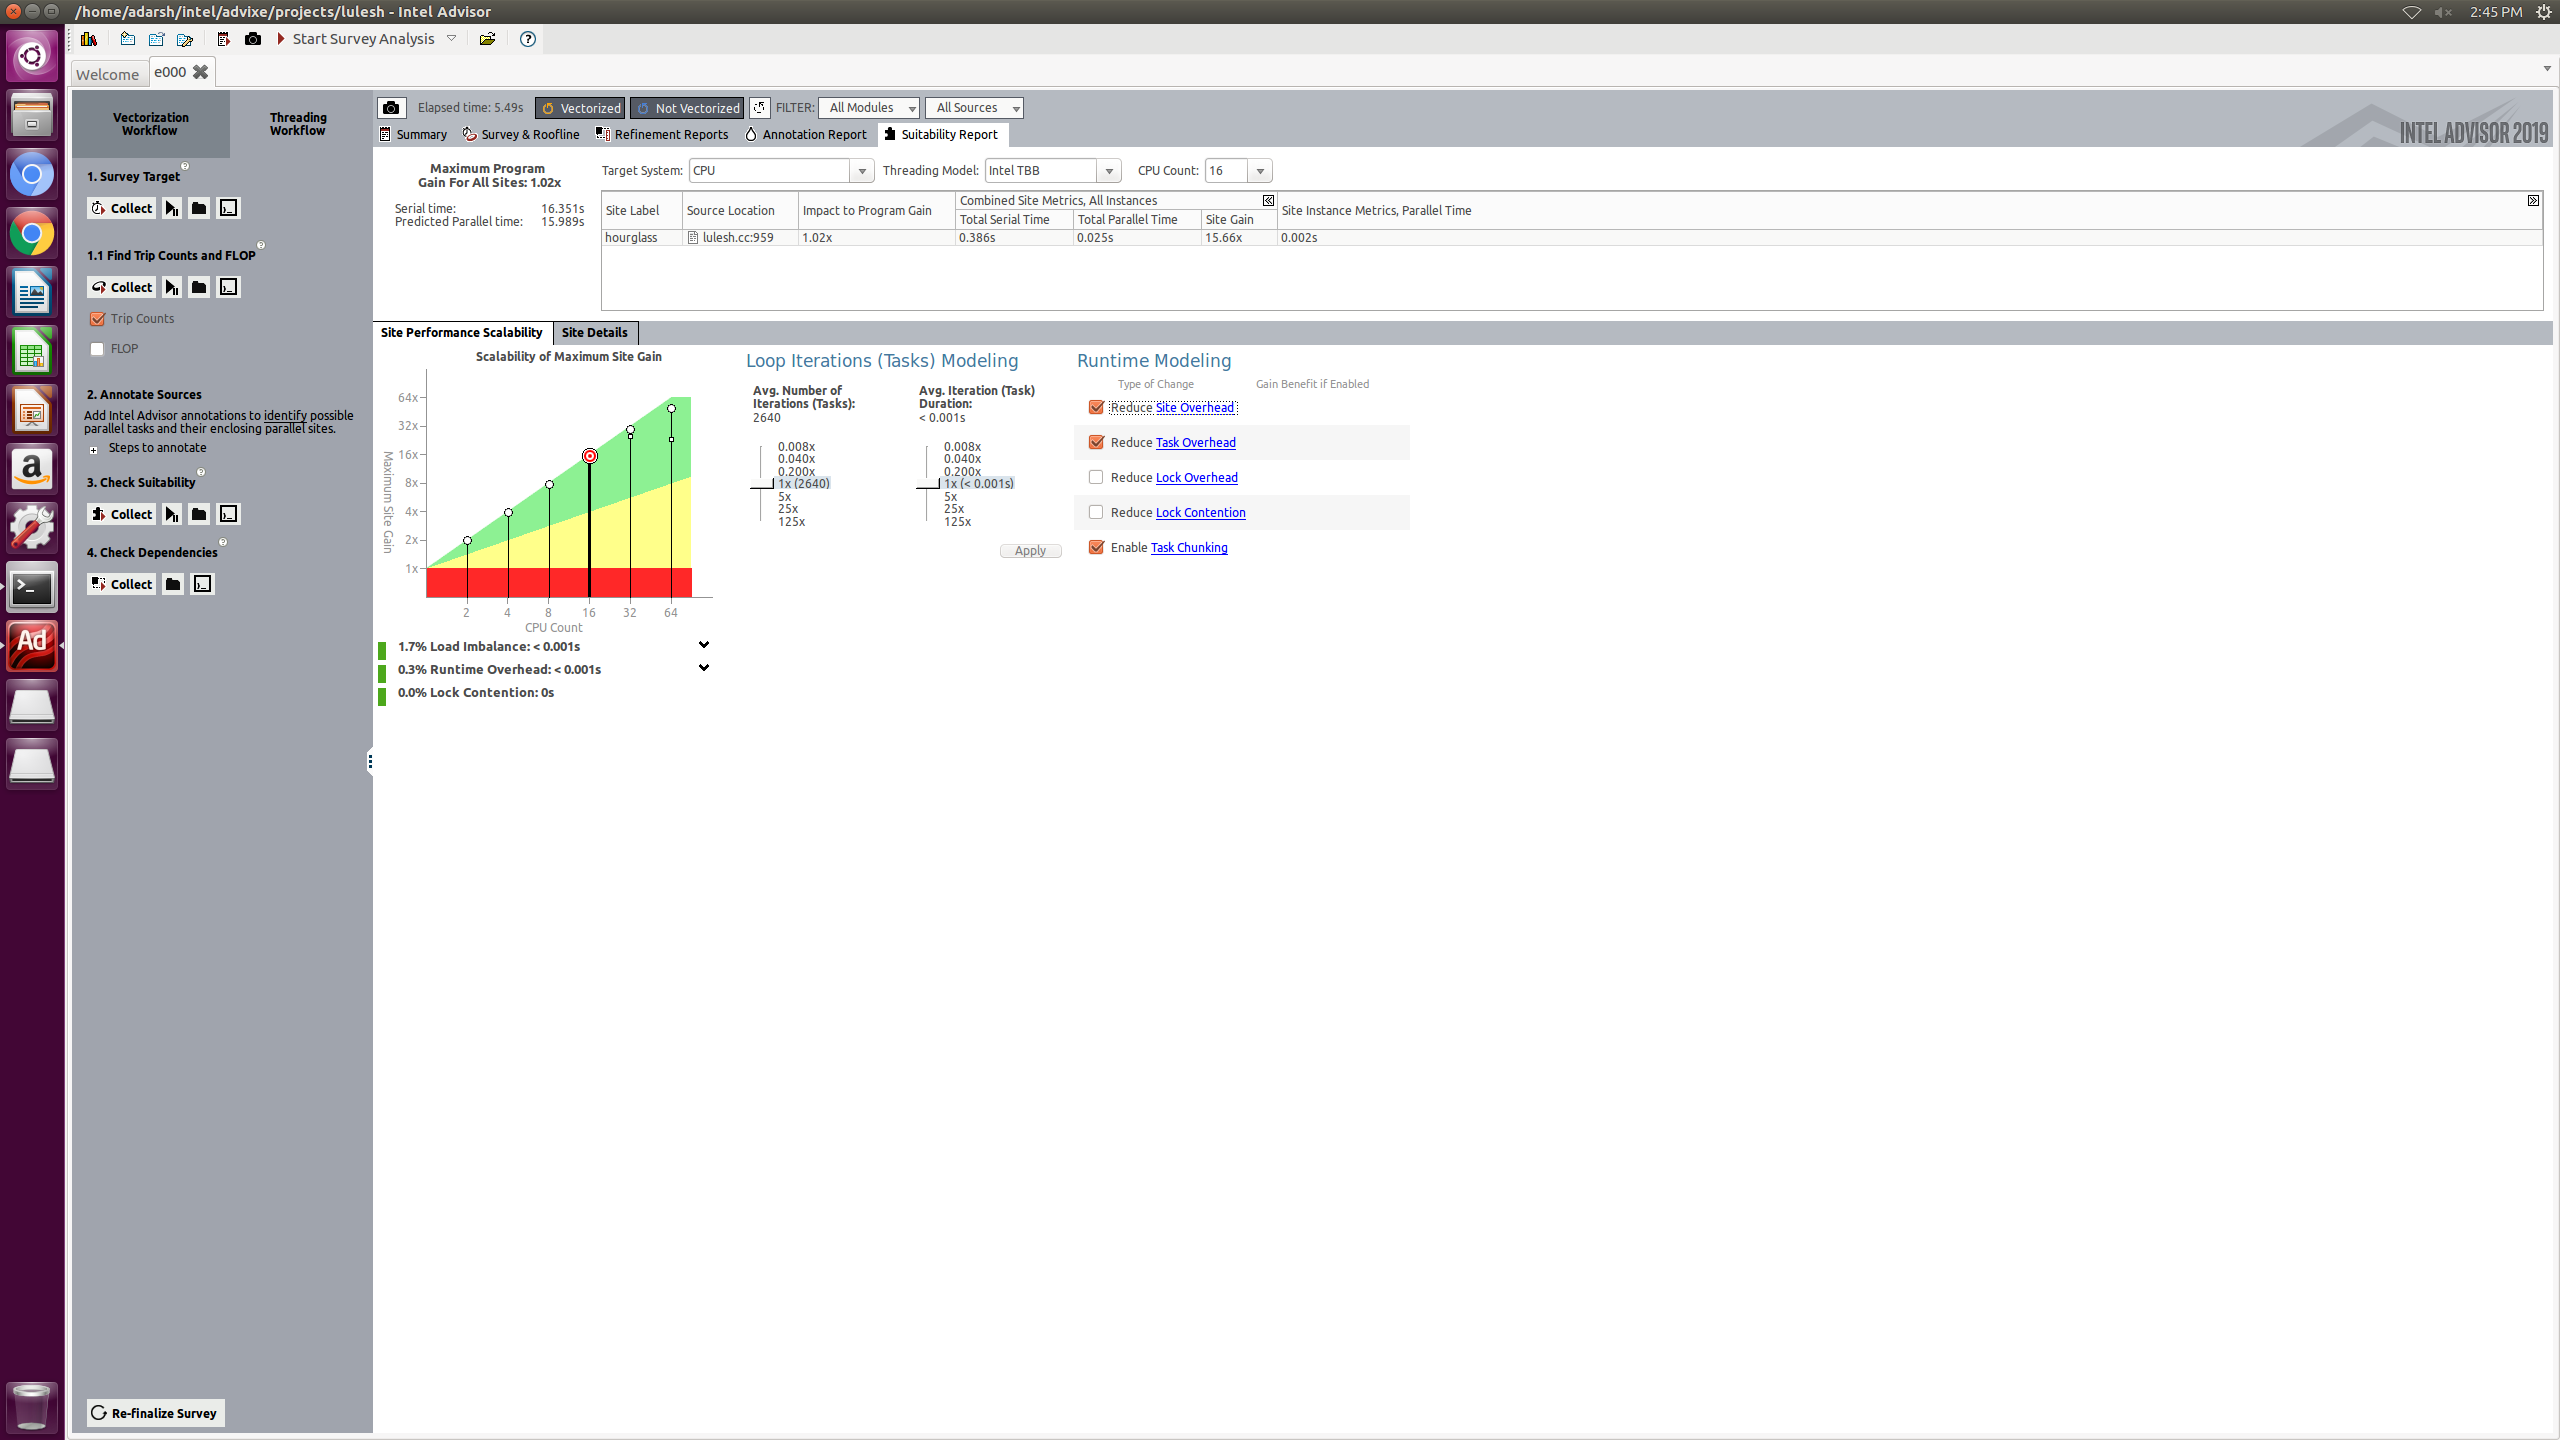 /home/adarsh/intel/advixe/projects/lulesh - Intel Advisor
2:45 PM
Start Survey Analysis
Welcome
e000
Vectorization Workflow
Threading Workflow
Elapsed time: 5.49s
Vectorized
Not Vectorized
FILTER:
All Modules
All Sources
Summary
Survey & Roofline
Refinement Reports
Annotation Report
Suitability Report
INTEL ADVISOR 2019
1. Survey Target
Collect
1.1 Find Trip Counts and FLOP
Collect
Trip Counts
FLOP
2. Annotate Sources
Add Intel Advisor annotations to identify possible
parallel tasks and their enclosing parallel sites.
Steps to annotate
3. Check Suitability
Collect
4. Check Dependencies
Collect
Re-finalize Survey
Maximum Program
Gain For All Sites: 1.02x
Serial time: 16.351s
Predicted Parallel time: 15.989s
Target System: CPU
Threading Model: Intel TBB
CPU Count: 16
Site Label
Source Location
Impact to Program Gain
Combined Site Metrics, All Instances
Total Serial Time
Total Parallel Time
Site Gain
Site Instance Metrics, Parallel Time
hourglass
lulesh.cc:959
1.02x
0.386s
0.025s
15.66x
0.002s
Site Performance Scalability
Site Details
Scalability of Maximum Site Gain
Maximum Site Gain
64x
32x
16x
8x
4x
2x
1x
2 4 8 16 32 64
CPU Count
1.7% Load Imbalance: < 0.001s
0.3% Runtime Overhead: < 0.001s
0.0% Lock Contention: 0s
Loop Iterations (Tasks) Modeling
Avg. Number of
Iterations (Tasks):
2640
0.008x
0.040x
0.200x
1x (2640)
5x
25x
125x
Avg. Iteration (Task)
Duration:
< 0.001s
0.008x
0.040x
0.200x
1x (< 0.001s)
5x
25x
125x
Apply
Runtime Modeling
Type of Change
Gain Benefit if Enabled
Reduce Site Overhead
Reduce Task Overhead
Reduce Lock Overhead
Reduce Lock Contention
Enable Task Chunking
Ad